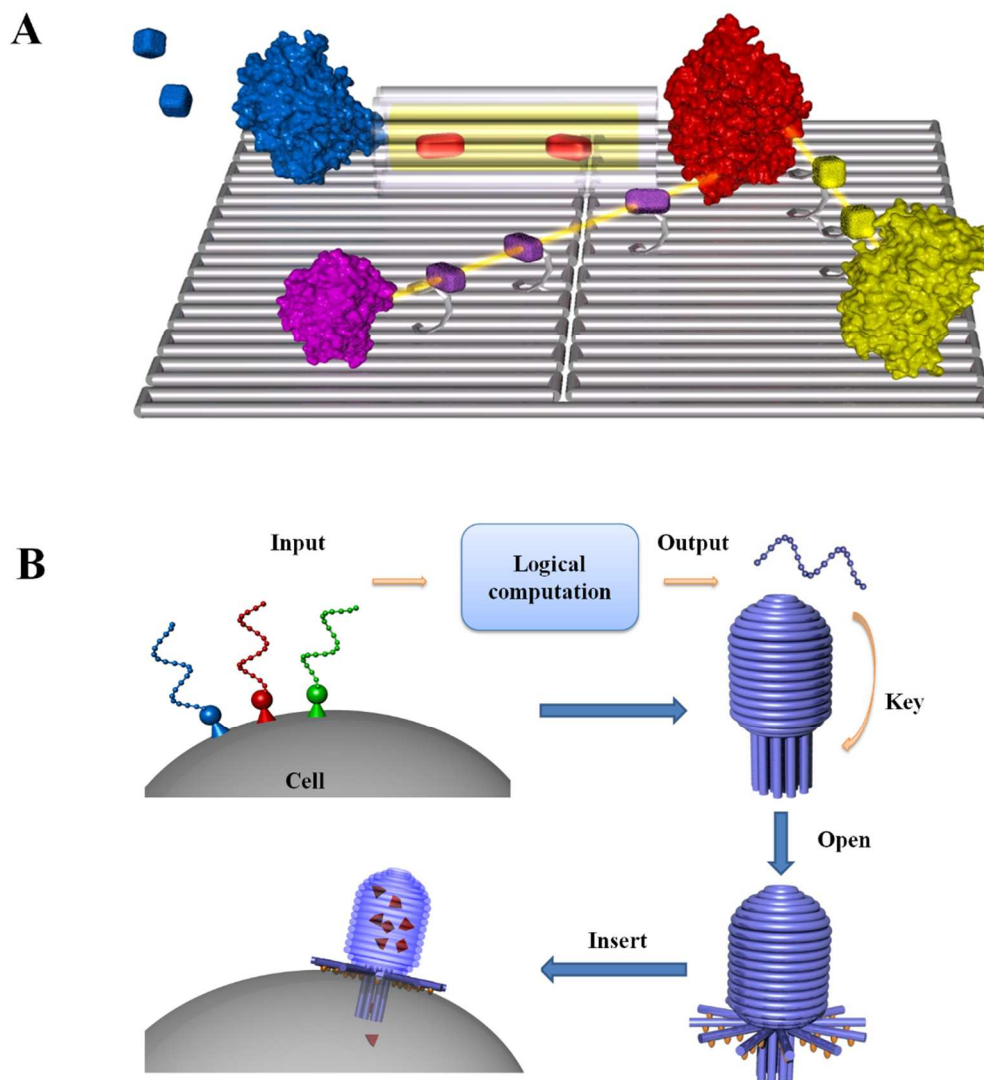 A
B
Input
Logical
computation
Output
Key
Cell
Open
Insert